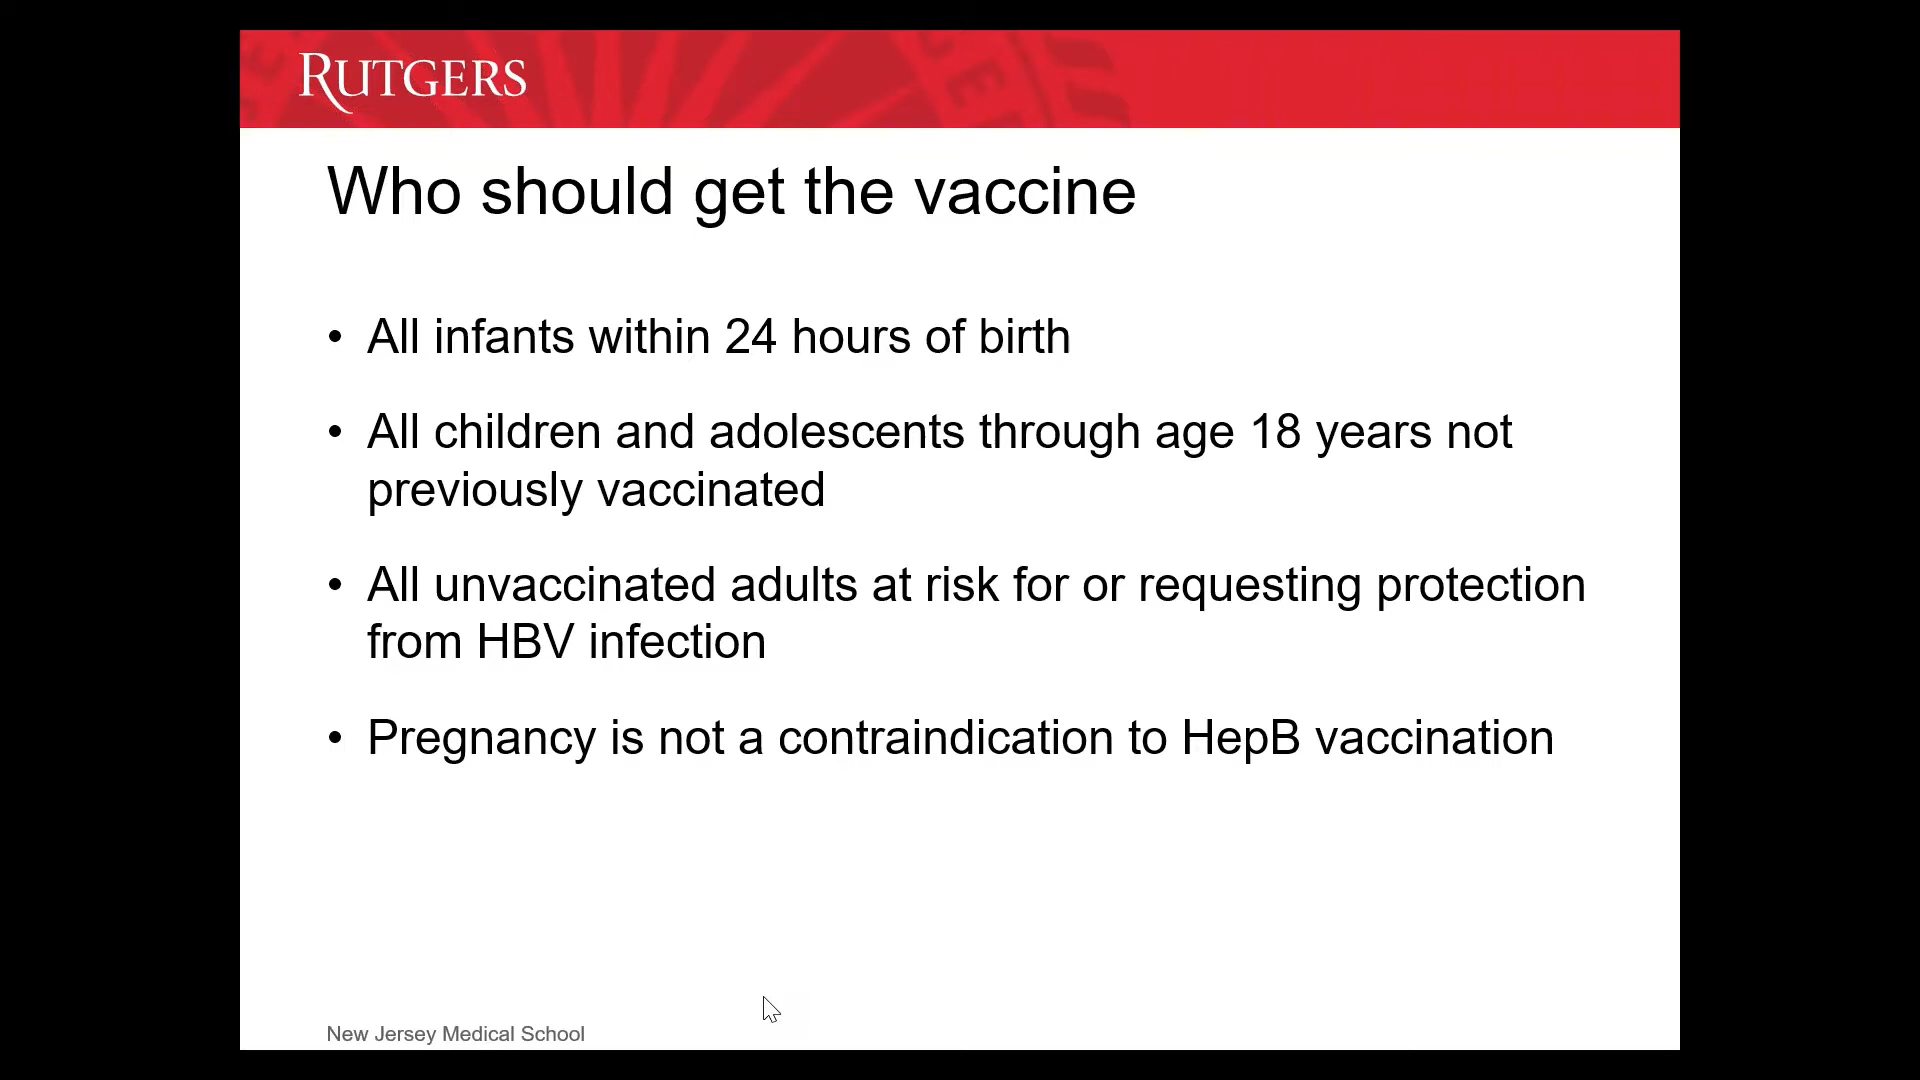 RUTGERS
Who should get the vaccine
• All infants within 24 hours of birth
• All children and adolescents through age 18 years not
previously vaccinated
• All unvaccinated adults at risk for or requesting protection
from HBV infection
• Pregnancy is not a contraindication to HepB vaccination
New Jersey Medical School